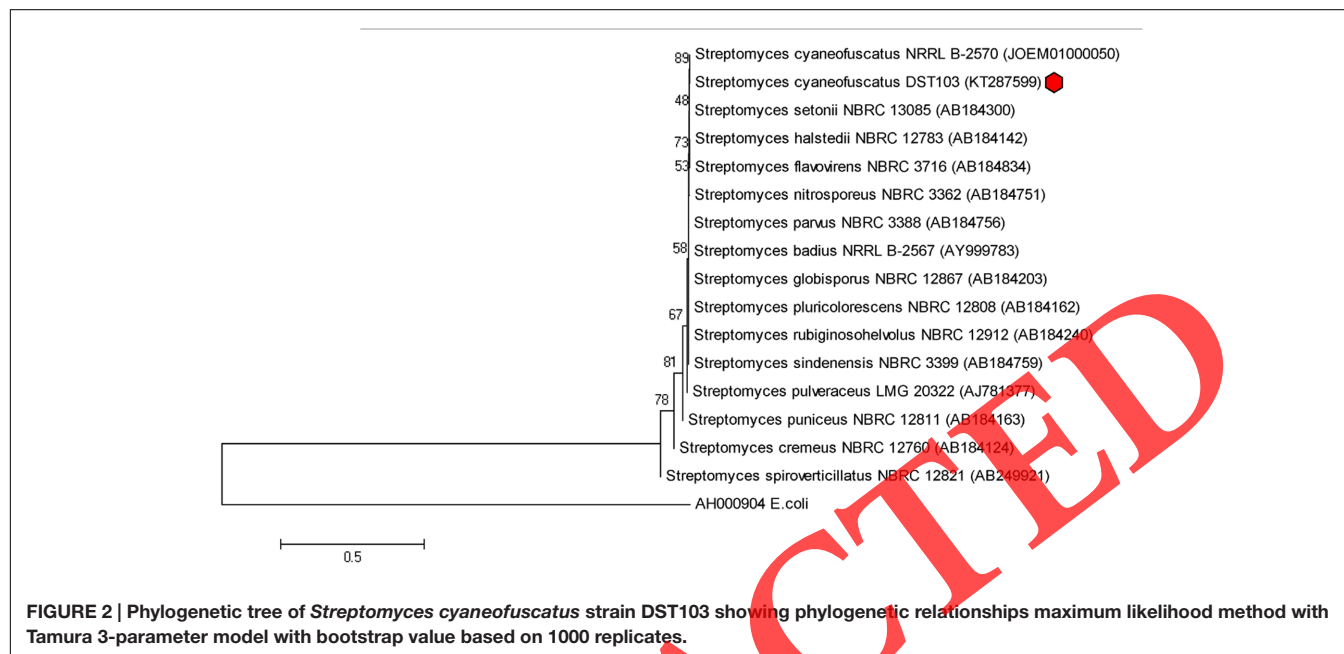 89
Streptomyces cyaneofuscatus NRRL B-2570 (JOEM01000050)
Streptomyces cyaneofuscatus DST103 (KT287599)
48
Streptomyces setonii NBRC 13085 (AB184300)
73
Streptomyces halstedii NBRC 12783 (AB184142)
53
Streptomyces flavovirens NBRC 3716 (AB184834)
Streptomyces nitrosporeus NBRC 3362 (AB184751)
Streptomyces parvus NBRC 3388 (AB184756)
58
Streptomyces badius NRRL B-2567 (AY999783)
Streptomyces globisporus NBRC 12867 (AB184203)
Streptomyces pluricolorescens NBRC 12808 (AB184162)
67
Streptomyces rubiginosohelvolus NBRC 12912 (AB184240)
81
Streptomyces sindenensis NBRC 3399 (AB184759)
Streptomyces pulveraceus LMG 20322 (AJ781377)
78
Streptomyces puniceus NBRC 12811 (AB184163)
Streptomyces cremeus NBRC 12760 (AB184124)
Streptomyces spiroverticillatus NBRC 12821 (AB249921)
AH000904 E.coli
0.5
CTED
FIGURE 2 | Phylogenetic tree of Streptomyces cyaneofuscatus strain DST103 showing phylogenetic relationships maximum likelihood method with
Tamura 3-parameter model with bootstrap value based on 1000 replicates.